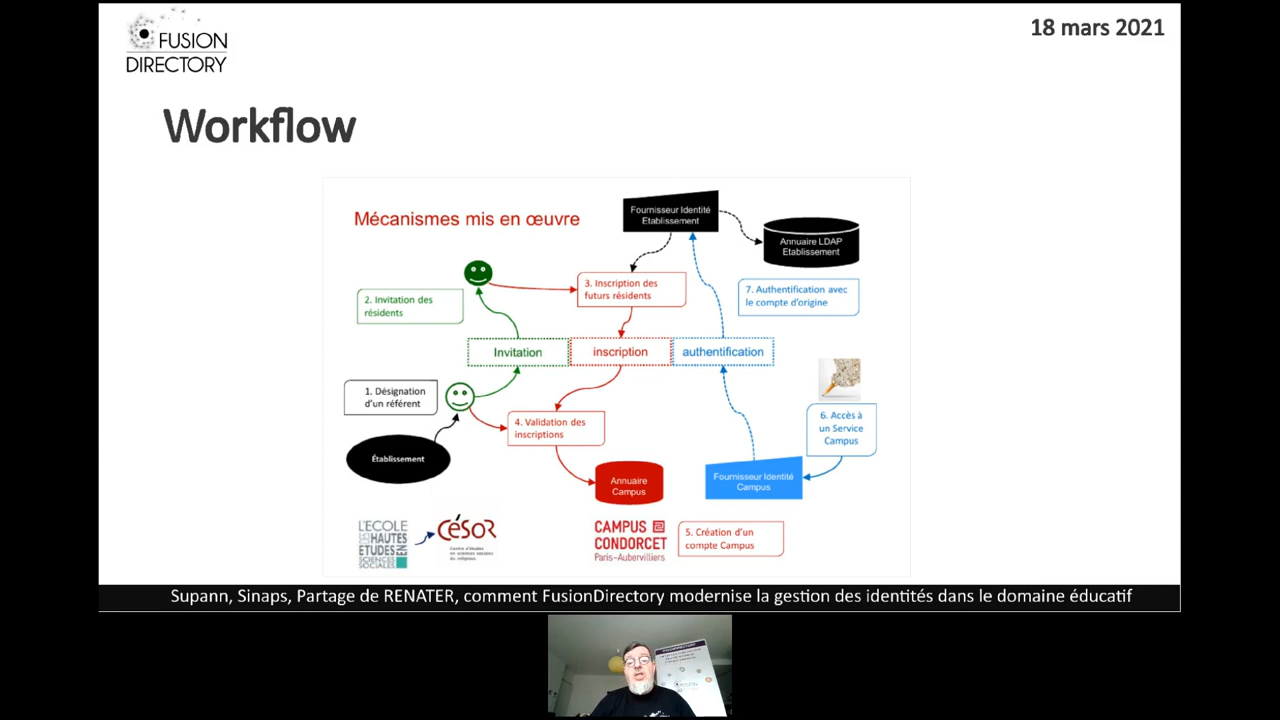 FUSION
DIRECTORY
18 mars 2021
Workflow
Mécanismes mis en œuvre
Fournisseur Identité
Etablissement
Annuaire LDAP
Etablissement
2. Invitation des
résidents
3. Inscription des
futurs résidents
7. Authentification avec
le compte d'origine
Invitation
inscription
authentification
1. Désignation
d'un référent
4. Validation des
inscriptions
6. Accès à
un Service
Campus
Établissement
Annuaire
Campus
Fournisseur Identité
Campus
L'ECOLE
DES HAUTES
ETUDES EN
SCIENCES
SOCIALES
CéSoR
Centre d'études
en sciences sociales
du religieux
CAMPUS
CONDORCET
Paris-Aubervilliers
5. Création d'un
compte Campus
Supann, Sinaps, Partage de RENATER, comment FusionDirectory modernise la gestion des identités dans le domaine éducatif
FUSION